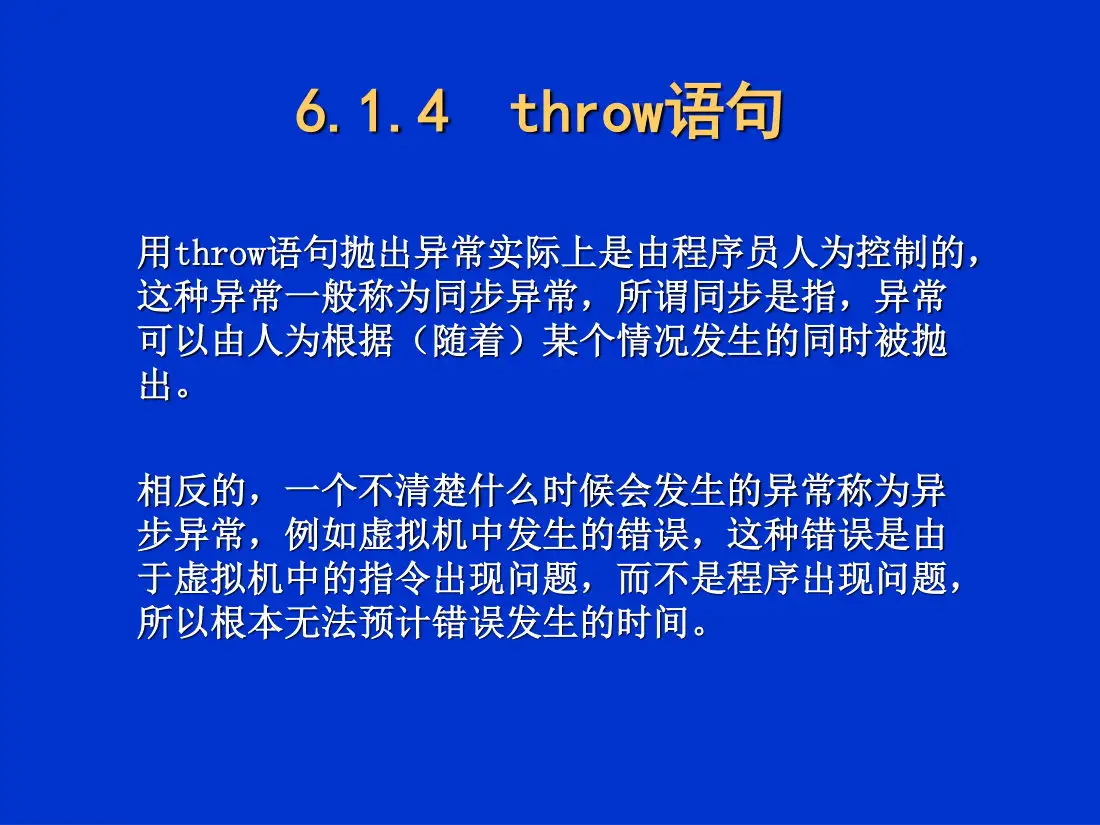 6.1.4 throw语句
用throw语句抛出异常实际上是由程序员人为控制的，
这种异常一般称为同步异常，所谓同步是指，异常
可以由人为根据（随着）某个情况发生的同时被抛
出。
相反的，一个不清楚什么时候会发生的异常称为异
步异常，例如虚拟机中发生的错误，这种错误是由
于虚拟机中的指令出现问题，而不是程序出现问题，
所以根本无法预计错误发生的时间。